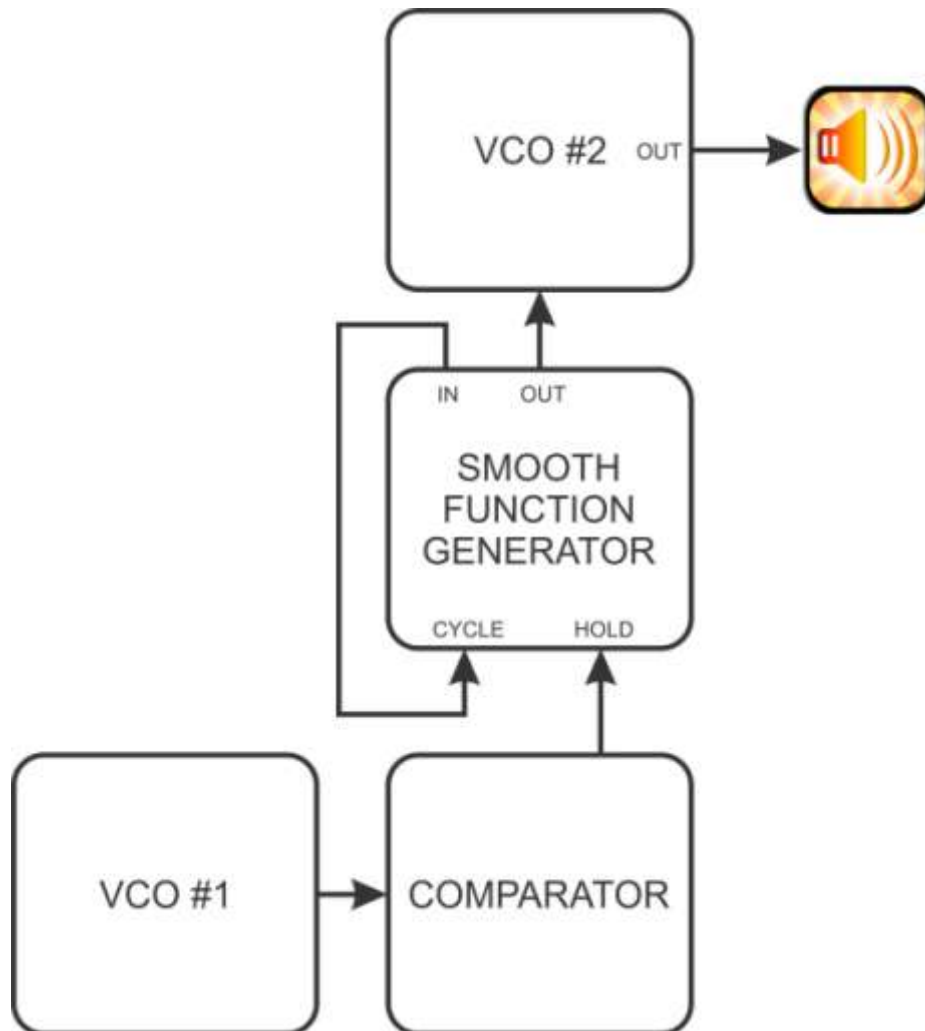 VCO #2
OUT
IN
OUT
SMOOTH
FUNCTION
GENERATOR
CYCLE
HOLD
VCO #1
COMPARATOR